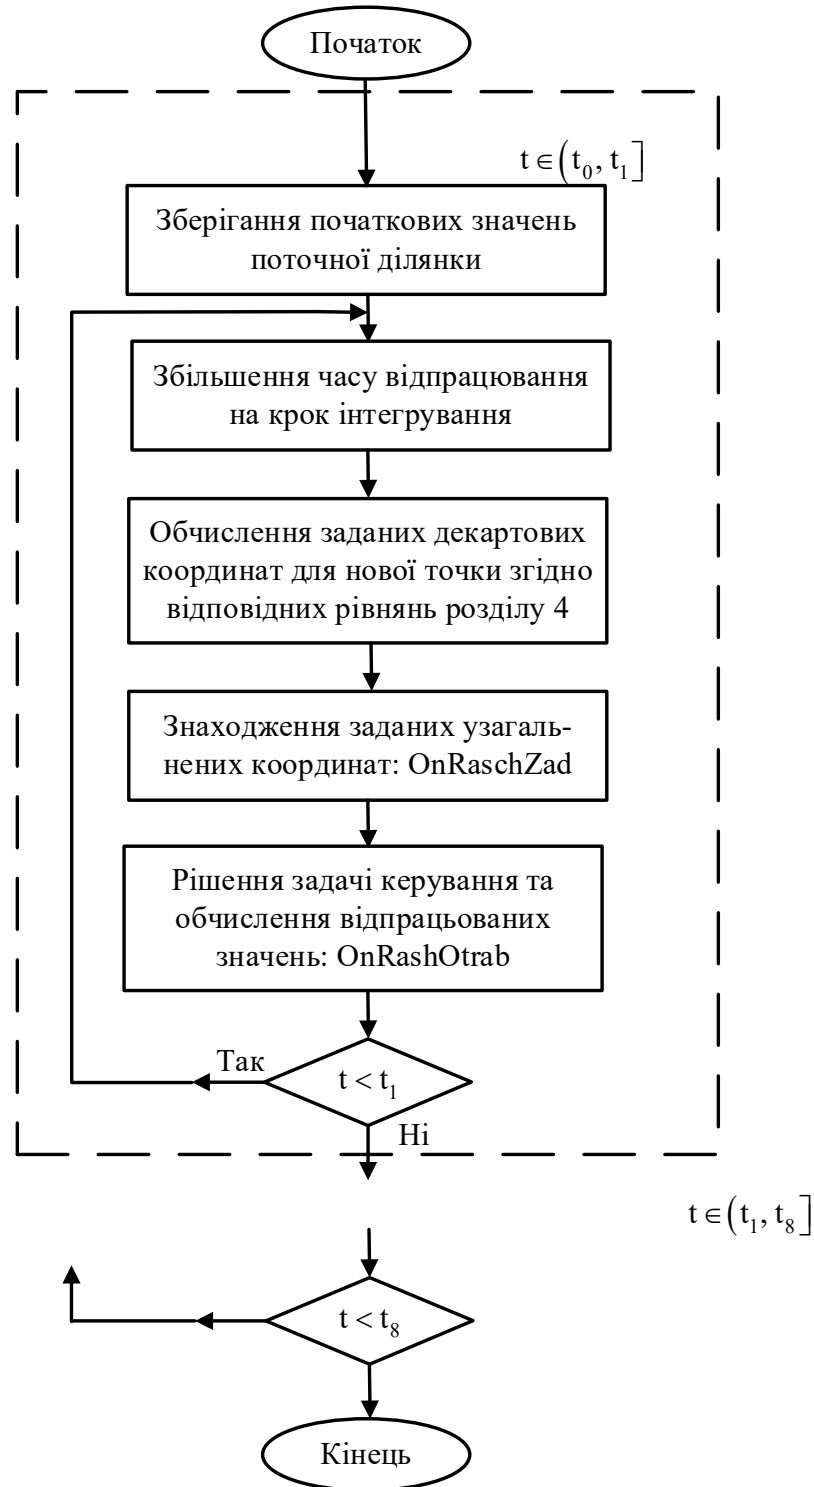 Початок
t ∈ (t₀, t₁]
Зберігання початкових значень
поточної ділянки
Збільшення часу відпрацювання
на крок інтегрування
Обчислення заданих декартових
координат для нової точки згідно
відповідних рівнянь розділу 4
Знаходження заданих узагаль-
нених координат: OnRaschZad
Рішення задачі керування та
обчислення відпрацьованих
значень: OnRashOtrab
Так
t < t₁
Ні
t ∈ (t₁, t₈]
t < t₈
Кінець